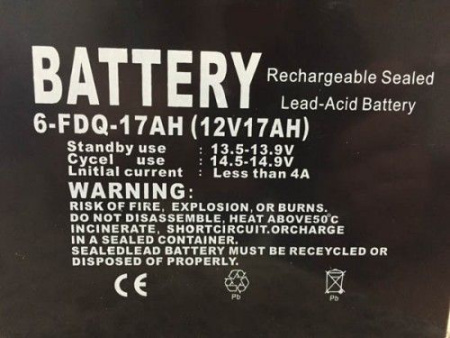 BATTERY Rechargeable Sealed
Lead-Acid Battery
6-FDQ-17AH (12V17AH)
Standby use : 13.5-13.9V
Cycel use : 14.5-14.9V
Lnitlal current : Less than 4A
WARNING:
RISK OF FIRE, EXPLOSION, OR BURNS.
DO NOT DISASSEMBLE, HEAT ABOVE50°C
INCINERATE, SHORTCIRCUIT.ORCHARGE
IN A SEALED CONTAINER.
SEALEDLEAD BATTERY MUST BE RECYCLED OR
DISPOSED OF PROPERLY.
CE
Pb
Pb